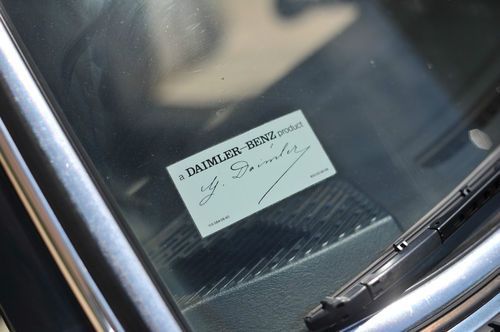 a DAIMLER-BENZ product
G. Daimler